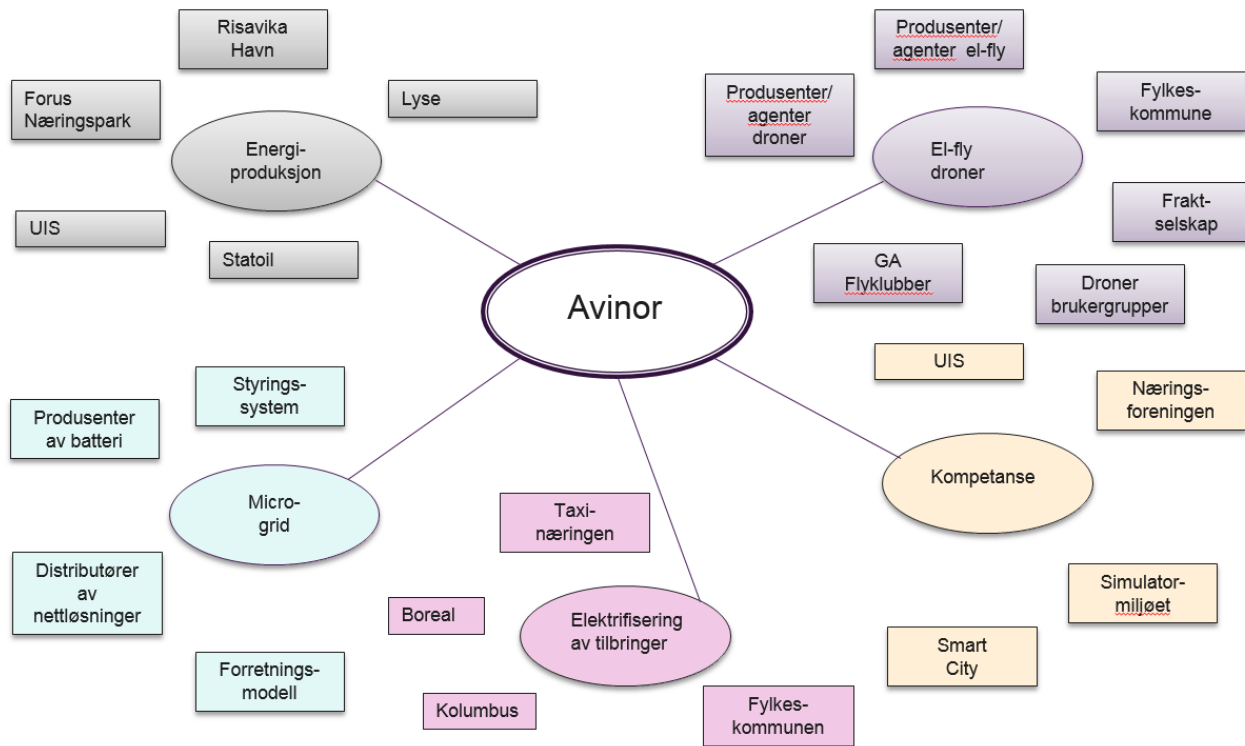 Risavika
Havn
Forus
Næringspark
Lyse
Energi-
produksjon
UIS
Statoil
Produsenter/
agenter el-fly
Produsenter/
agenter
droner
Fylkes-
kommune
El-fly
droner
Frakt-
selskap
GA
Flyklubber
Droner
brukergrupper
Avinor
UIS
Nærings-
foreningen
Kompetanse
Simulator-
miljøet
Smart
City
Styrings-
system
Produsenter
av batteri
Micro-
grid
Distributører
av
nettløsninger
Forretnings-
modell
Taxi-
næringen
Boreal
Elektrifisering
av tilbringer
Kolumbus
Fylkes-
kommunen